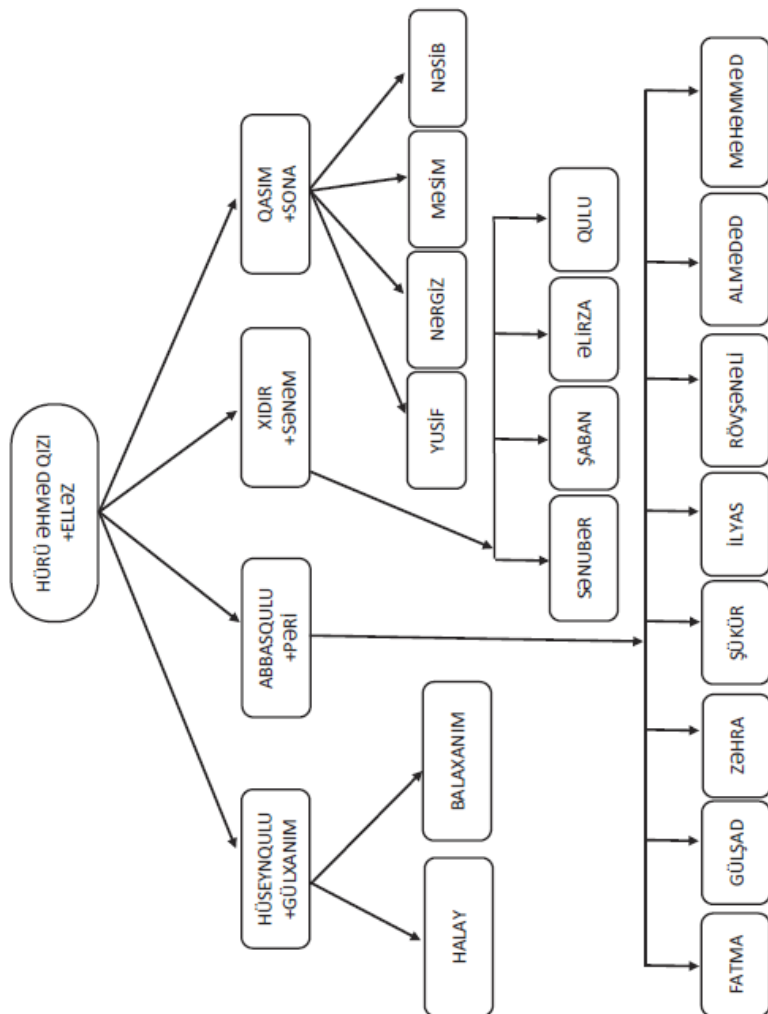 HÜRÜ ƏHMƏD QIZI
+ELLƏZ
HÜSEYNQULU
+GÜLXANIM
ABBASQULU
+PƏRİ
XIDIR
+SƏNƏM
QASIM
+SONA
HALAY
BALAXANIM
YUSİF
NƏRGİZ
MƏSİM
NƏSİB
SƏNUBƏR
ŞABAN
ƏLİRZA
QULU
FATMA
GÜLŞAD
ZƏHRA
ŞÜKÜR
İLYAS
RÖVŞƏNƏLİ
ALMƏDƏD
MƏHƏMMƏD